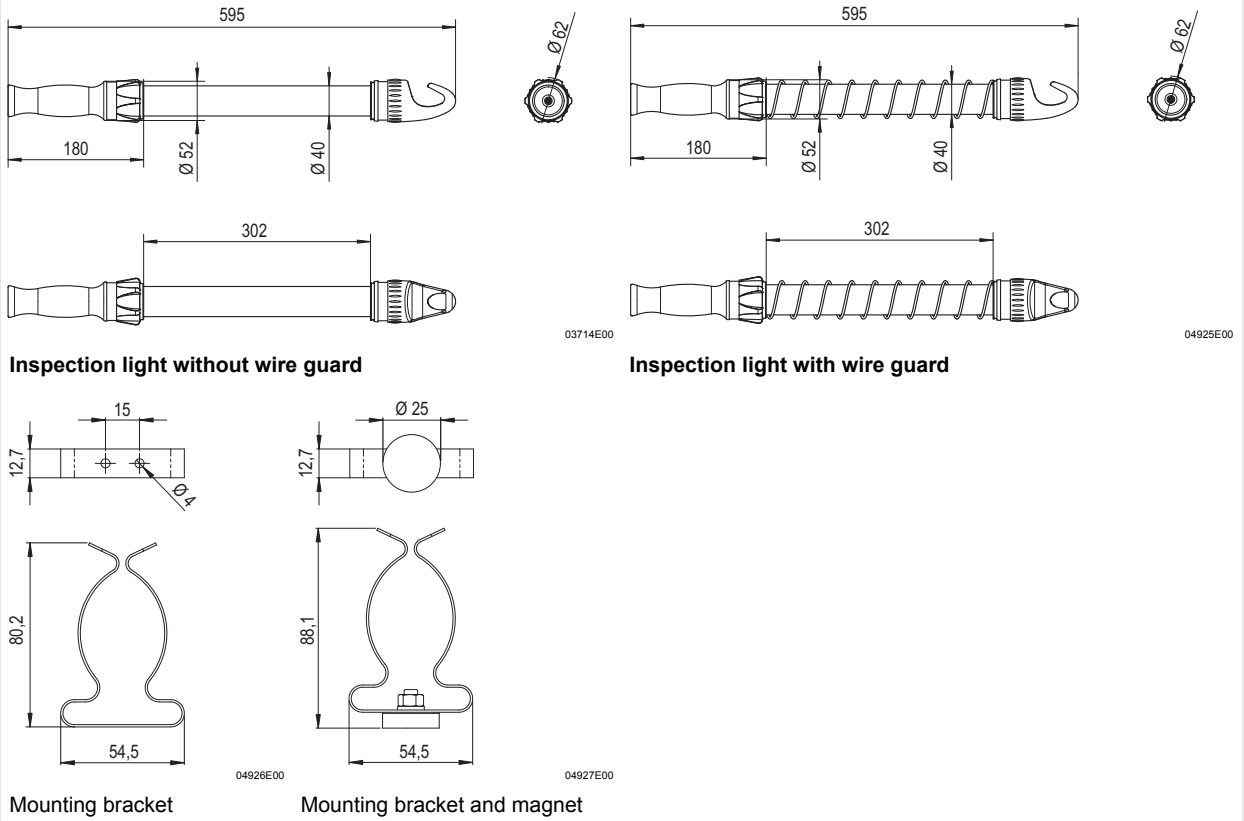 595
Ø 62
180
Ø 52
Ø 40
302
03714E00
Inspection light without wire guard
595
Ø 62
180
Ø 52
Ø 40
302
04925E00
Inspection light with wire guard
15
12,7
Ø 4
80,2
54,5
04926E00
Mounting bracket
Ø 25
12,7
88,1
54,5
04927E00
Mounting bracket and magnet